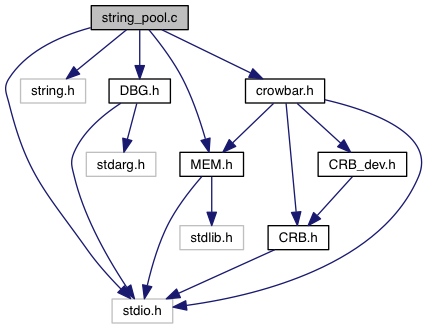 string_pool.c
string.h
DBG.h
crowbar.h
stdarg.h
MEM.h
CRB_dev.h
stdlib.h
CRB.h
stdio.h